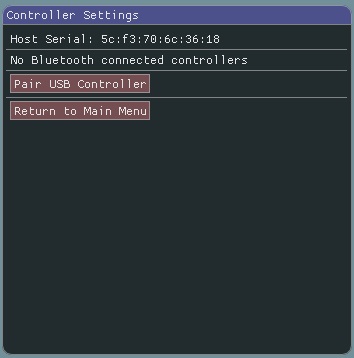 Controller Settings
Host Serial: 5c:f3:70:6c:36:18
No Bluetooth connected controllers
Pair USB Controller
Return to Main Menu